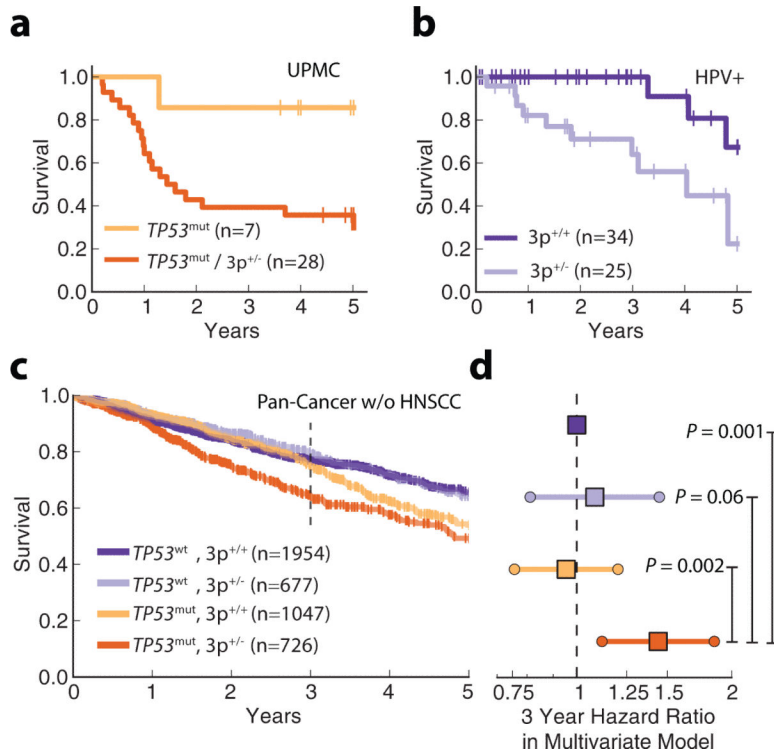 a
UPMC
1.0
0.8
0.6
0.4
0.2
0.0
Survival
TP53ᵐᵘᵗ (n=7)
TP53ᵐᵘᵗ / 3p⁺ᐟ⁻ (n=28)
0 1 2 3 4 5
Years
b
HPV+
1.0
0.8
0.6
0.4
0.2
0.0
Survival
3p⁺ᐟ⁺ (n=34)
3p⁺ᐟ⁻ (n=25)
0 1 2 3 4 5
Years
c
Pan-Cancer w/o HNSCC
1.0
0.8
0.6
0.4
0.2
0.0
Survival
TP53ʷᵗ , 3p⁺ᐟ⁺ (n=1954)
TP53ʷᵗ , 3p⁺ᐟ⁻ (n=677)
TP53ᵐᵘᵗ, 3p⁺ᐟ⁺ (n=1047)
TP53ᵐᵘᵗ, 3p⁺ᐟ⁻ (n=726)
0 1 2 3 4 5
Years
d
P = 0.001
P = 0.06
P = 0.002
0.75 1 1.25 1.5 2
3 Year Hazard Ratio
in Multivariate Model